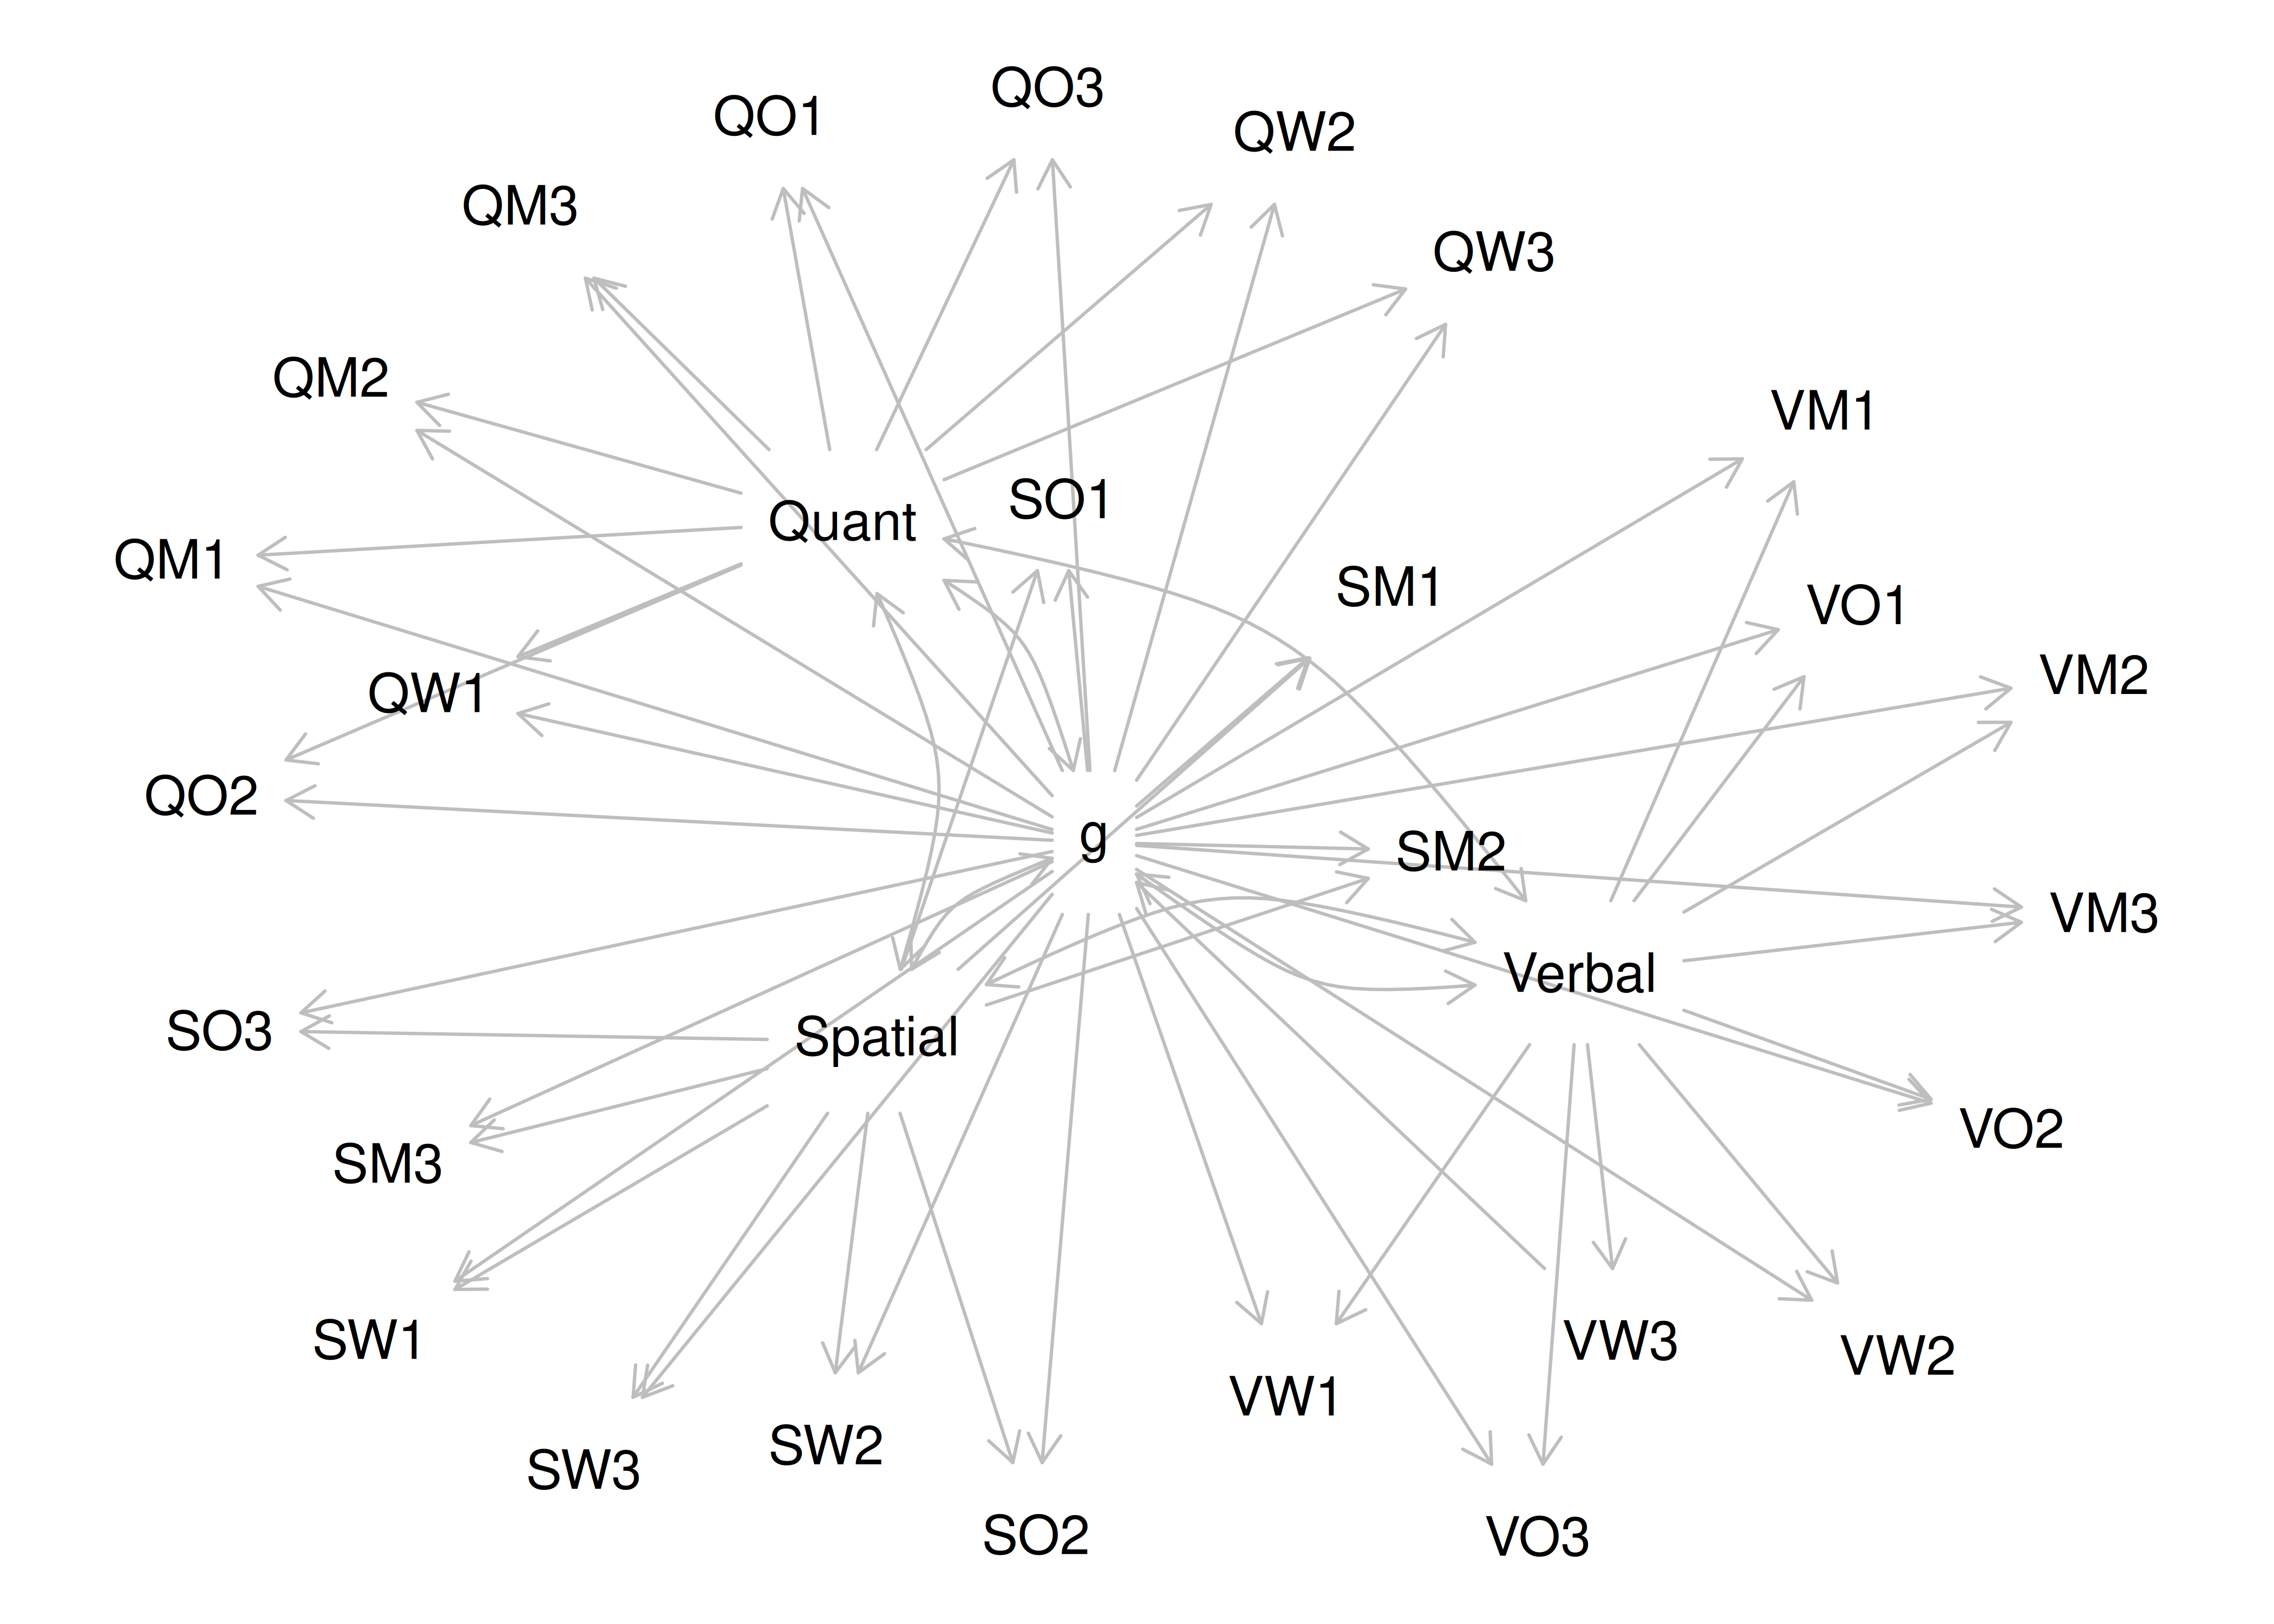 QO3
QO1
QW2
QM3
QW3
QM2
VM1
SO1
Quant
QM1
SM1
VO1
VM2
QW1
QO2
g
SM2
VM3
Verbal
SO3
Spatial
VO2
SM3
SW1
VW3
VW2
VW1
SW2
SW3
SO2
VO3